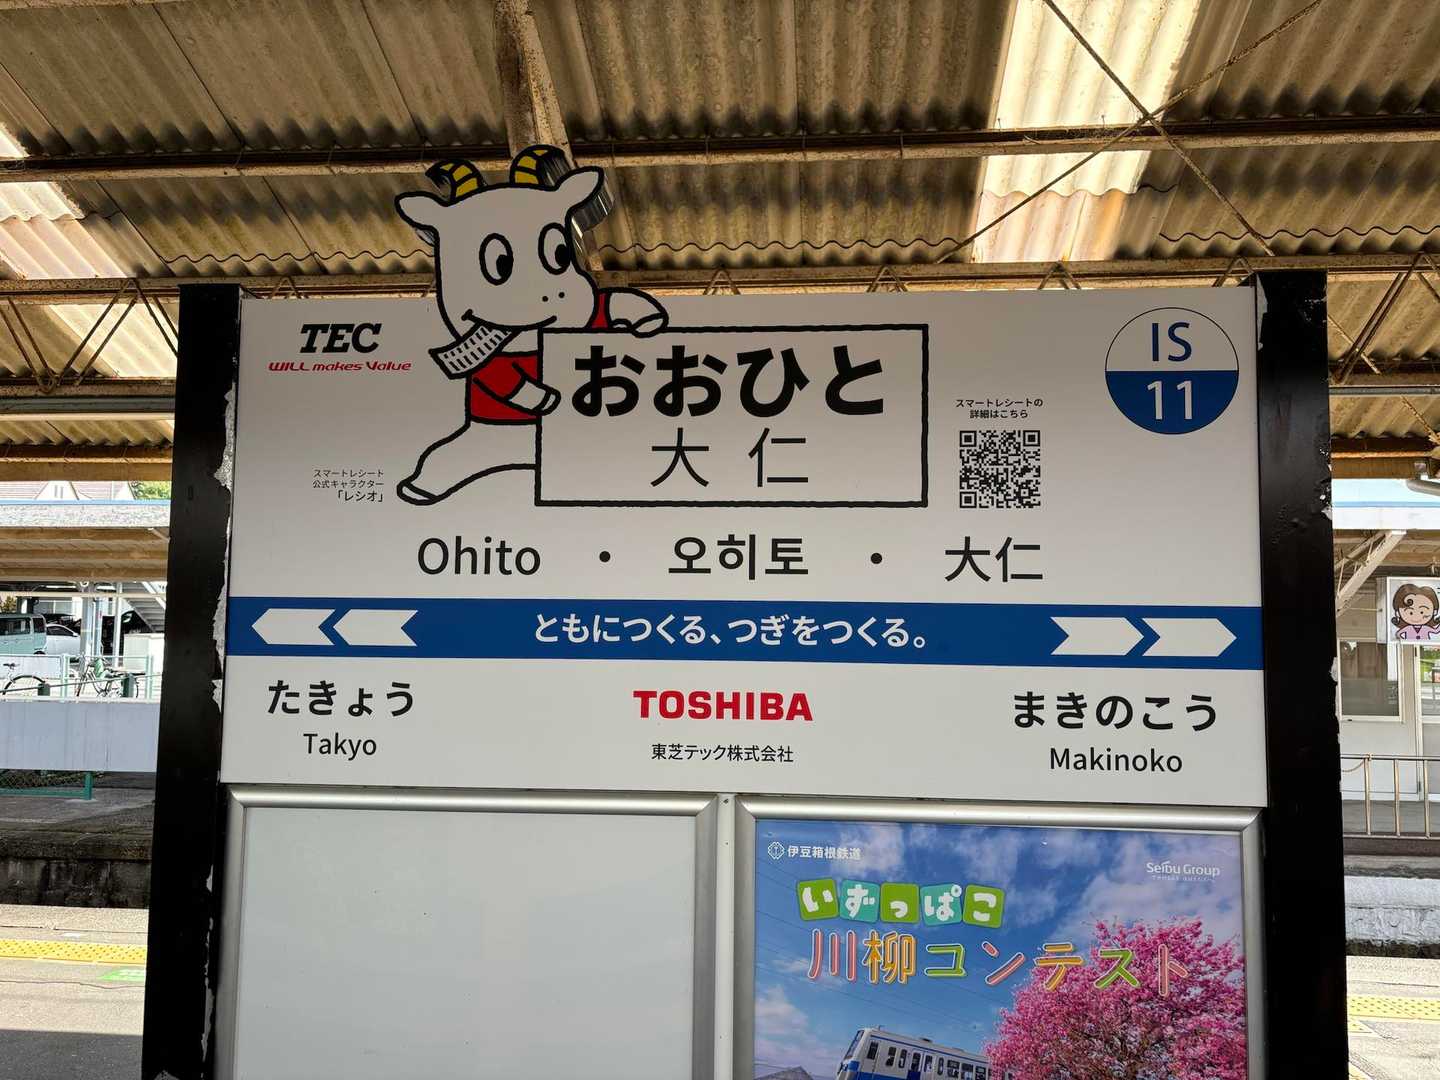 TEC
WILL makes Value
おおひと
大仁
スマートレシートの
詳細はこちら
IS
11
スマートレシート
公式キャラクター
「レシオ」
Ohito ・ 오히토 ・ 大仁
ともにつくる、つぎをつくる。
たきょう
Takyo
TOSHIBA
東芝テック株式会社
まきのこう
Makinoko
伊豆箱根鉄道
Seibu Group
いずっぱこ
川柳コンテスト